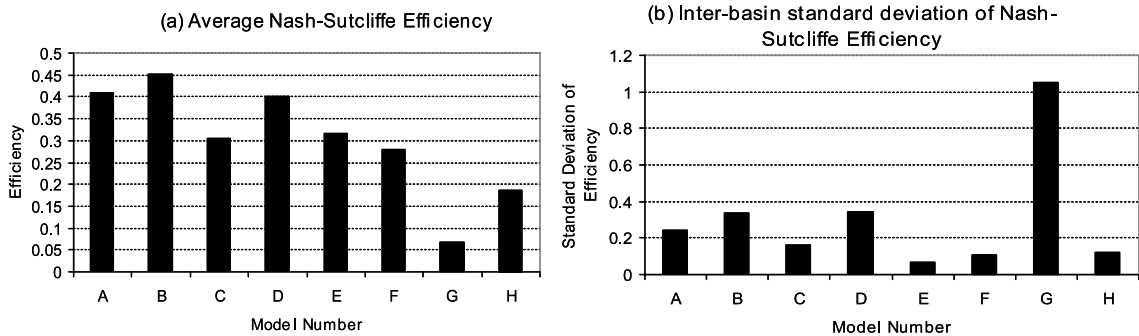 (a) Average Nash-Sutcliffe Efficiency
0.5
0.45
0.4
0.35
0.3
0.25
0.2
0.15
0.1
0.05
0
Efficiency
A B C D E F G H
Model Number
(b) Inter-basin standard deviation of Nash-
Sutcliffe Efficiency
1.2
1
0.8
0.6
0.4
0.2
0
Standard Deviation of
Efficiency
A B C D E F G H
Model Number